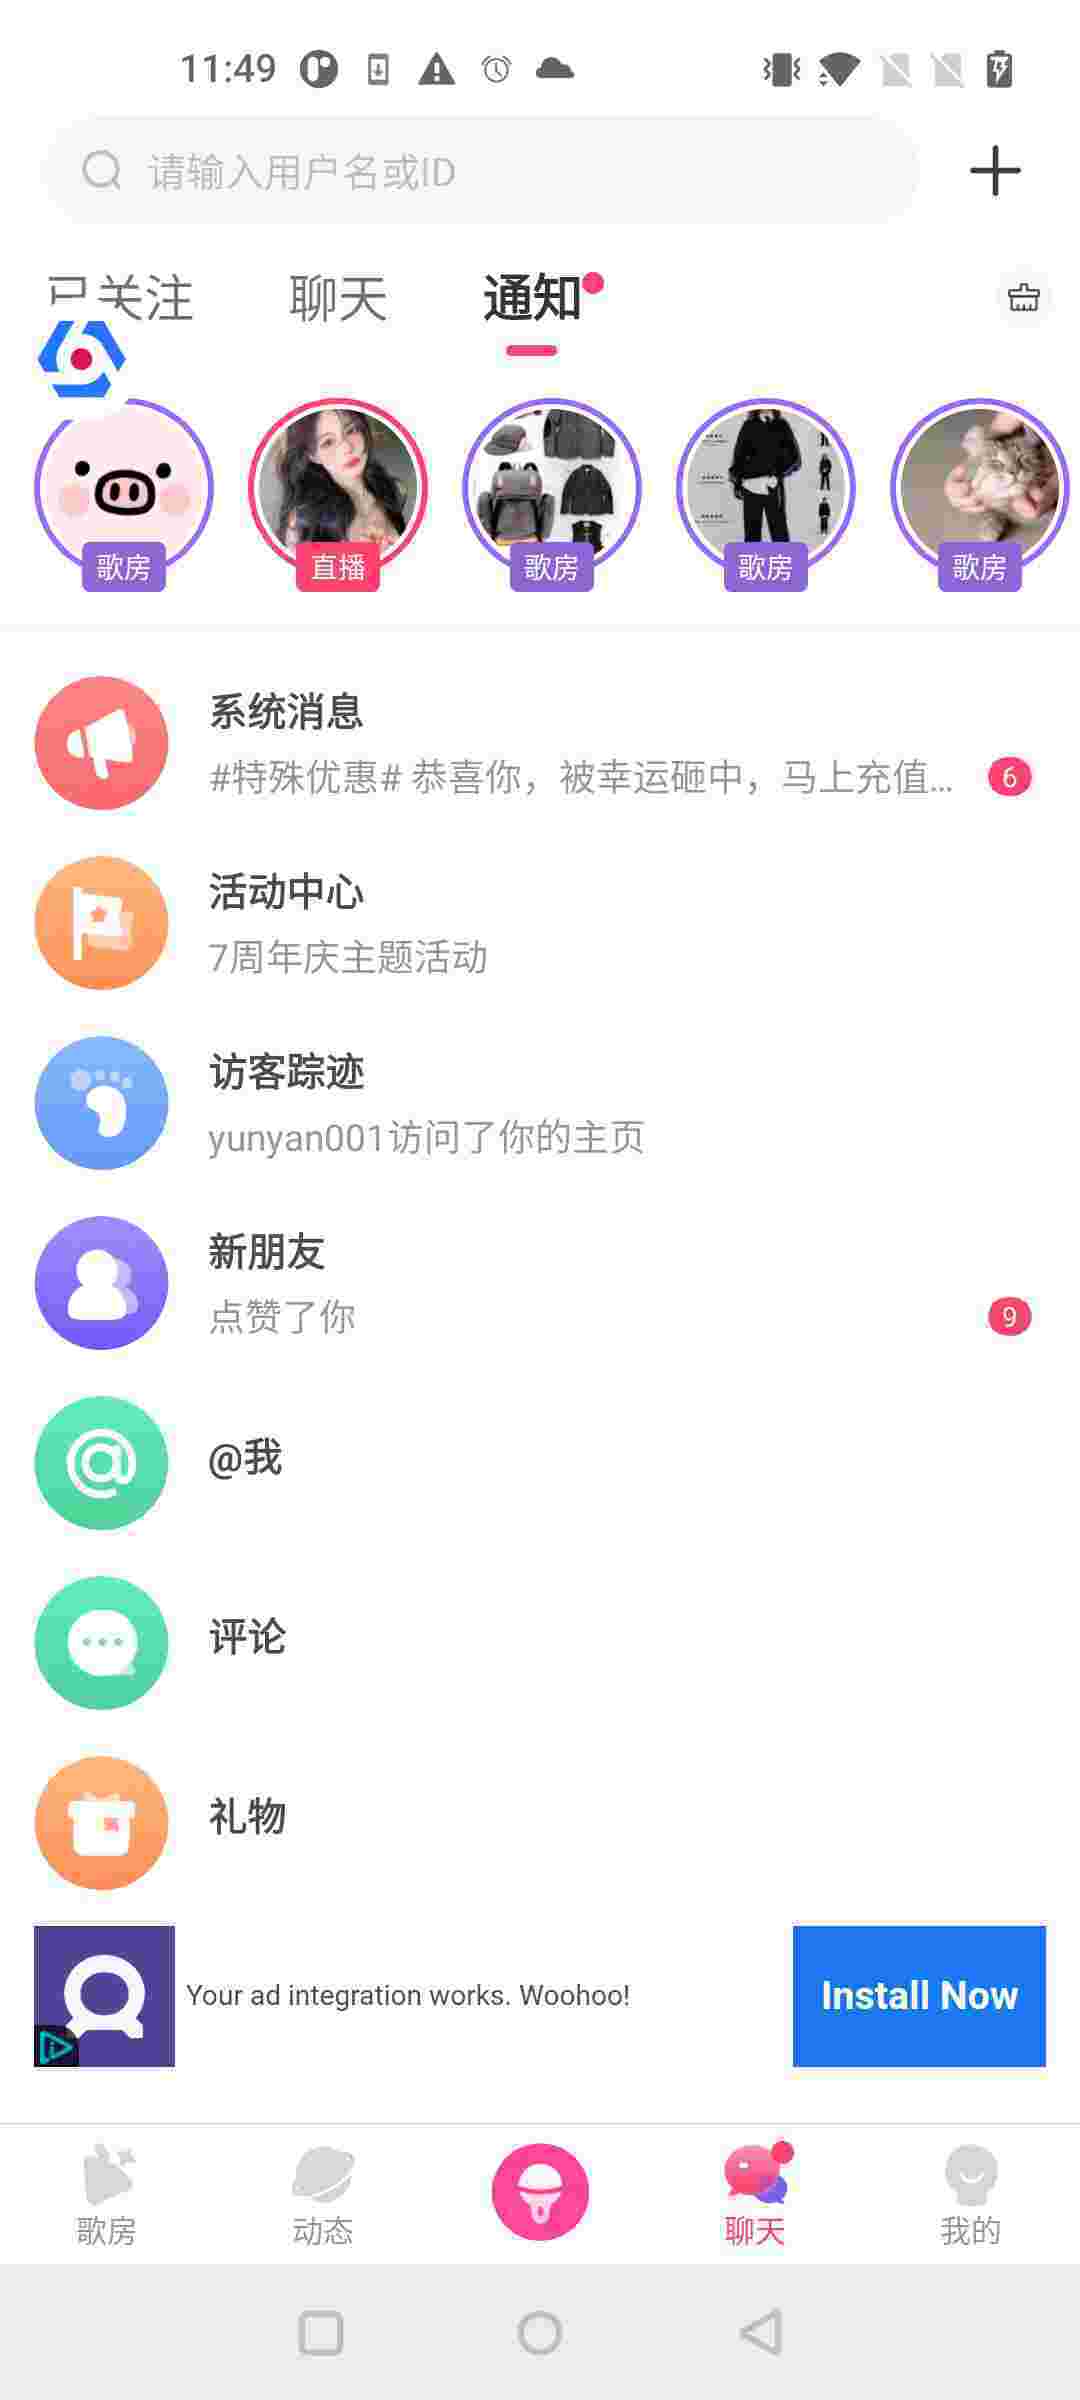 11:49
请输入用户名或ID
已关注
聊天
通知
歌房
直播
歌房
歌房
歌房
系统消息
#特殊优惠# 恭喜你，被幸运砸中，马上充值...
6
活动中心
7周年庆主题活动
访客踪迹
yunyan001访问了你的主页
新朋友
点赞了你
9
@我
评论
礼物
Your ad integration works. Woohoo!
Install Now
歌房
动态
聊天
我的